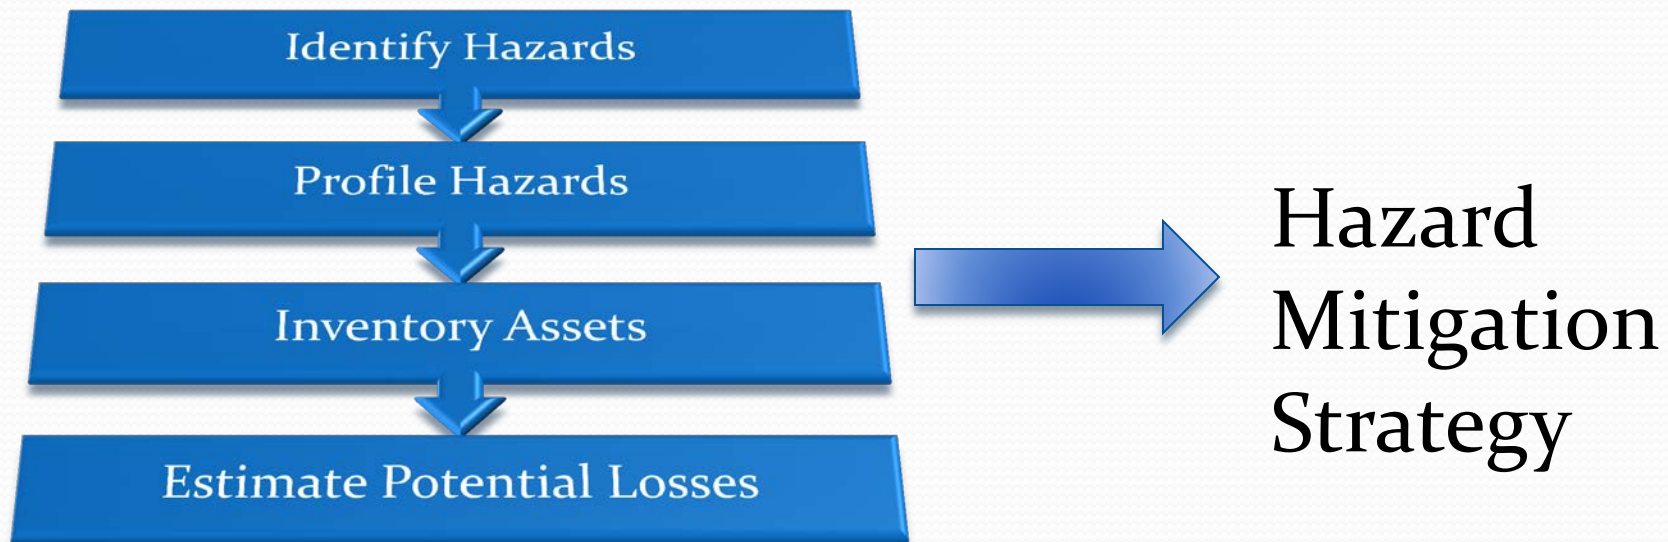 Identify Hazards
Profile Hazards
Inventory Assets
Estimate Potential Losses
Hazard
Mitigation
Strategy